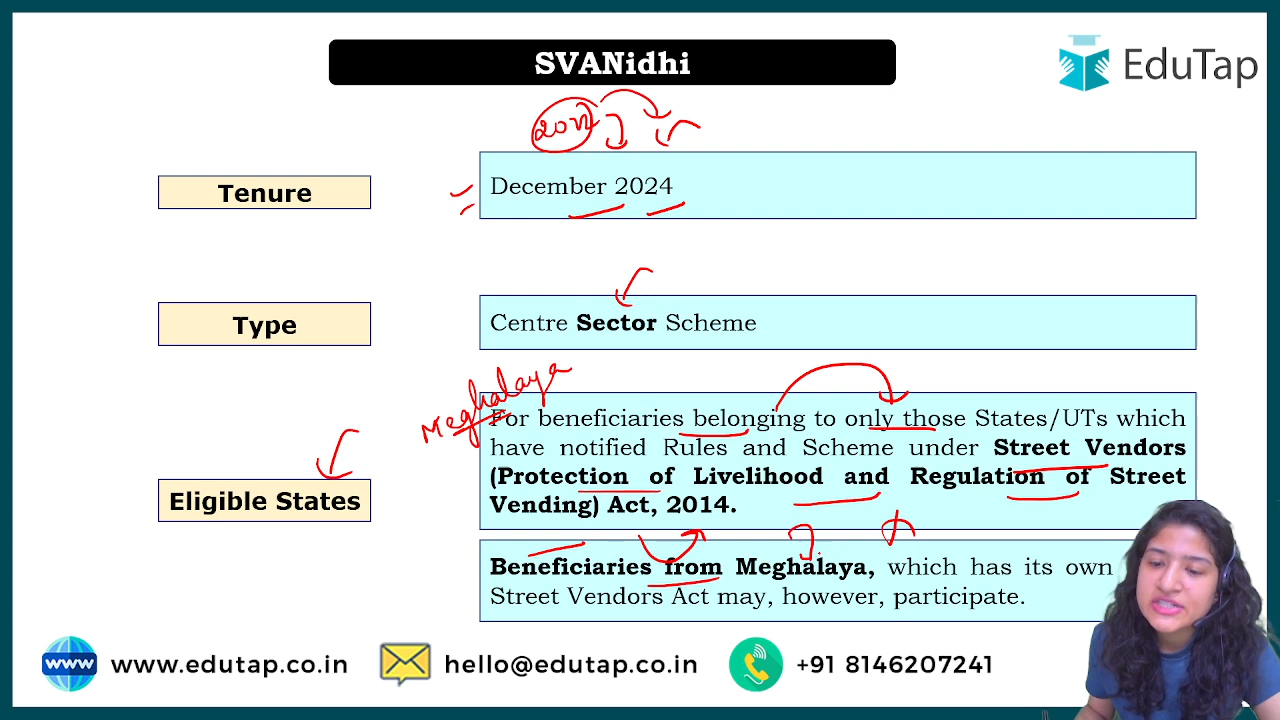 SVANidhi
EduTap
Tenure
December 2024
Type
Centre Sector Scheme
Meghalaya
Eligible States
For beneficiaries belonging to only those States/UTs which
have notified Rules and Scheme under Street Vendors
(Protection of Livelihood and Regulation of Street
Vending) Act, 2014.
Beneficiaries from Meghalaya, which has its own
Street Vendors Act may, however, participate.
www
www.edutap.co.in
hello@edutap.co.in
+91 8146207241